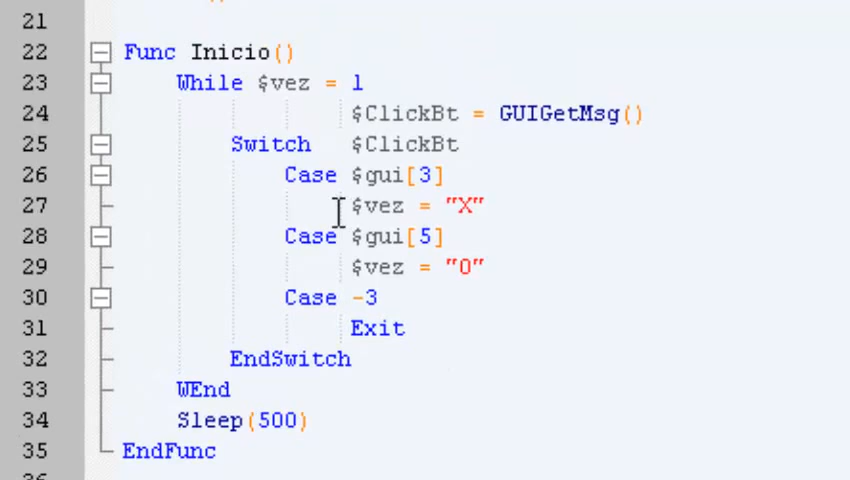 21
22 Func Inicio()
23 While $vez = 1
24 $ClickBt = GUIGetMsg()
25 Switch $ClickBt
26 Case $gui[3]
27 $vez = "X"
28 Case $gui[5]
29 $vez = "O"
30 Case -3
31 Exit
32 EndSwitch
33 WEnd
34 Sleep(500)
35 EndFunc